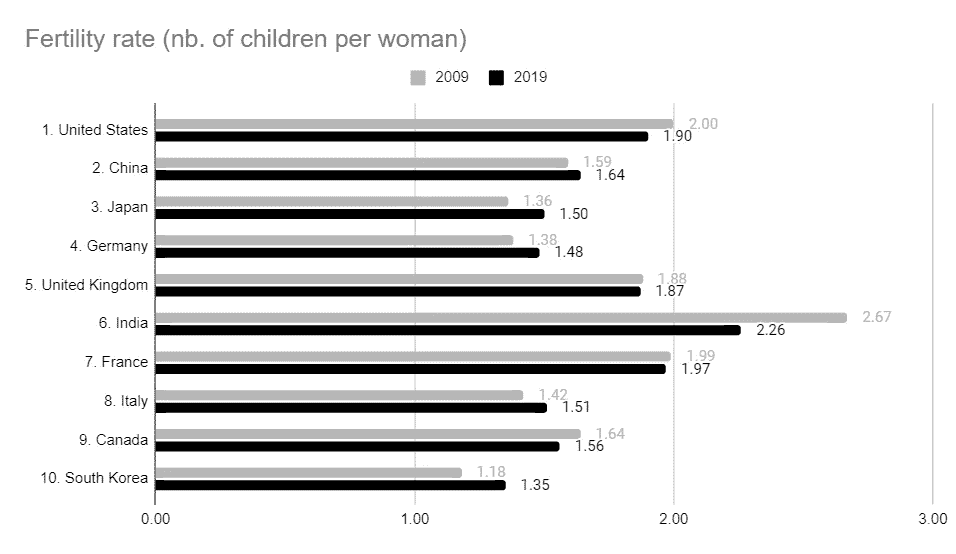 Fertility rate (nb. of children per woman)
2009 2019
1. United States 2.00
1.90
2. China 1.59
1.64
3. Japan 1.36
1.50
4. Germany 1.38
1.48
5. United Kingdom 1.88
1.87
6. India 2.67
2.26
7. France 1.99
1.97
8. Italy 1.42
1.51
9. Canada 1.64
1.56
10. South Korea 1.18
1.35
0.00 1.00 2.00 3.00